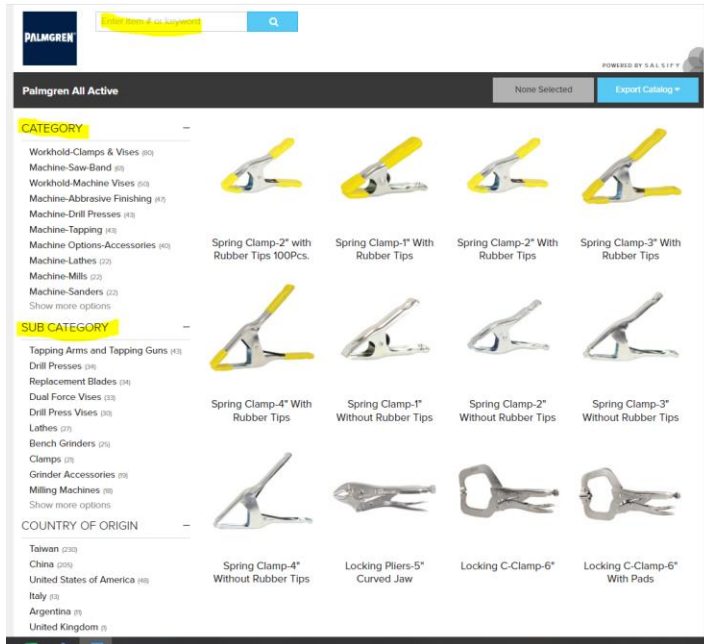 PALMGREN
Enter item # or keyword
POWERED BY SALSIFY
Palmgren All Active
None Selected
Export Catalog
CATEGORY
Workhold-Clamps & Vises (90)
Machine-Saw-Band (61)
Workhold-Machine Vises (50)
Machine-Abbrasive Finishing (47)
Machine-Drill Presses (43)
Machine-Tapping (43)
Machine Options-Accessories (40)
Machine-Lathes (22)
Machine-Mills (22)
Machine-Sanders (22)
Show more options
SUB CATEGORY
Tapping Arms and Tapping Guns (43)
Drill Presses (34)
Replacement Blades (34)
Dual Force Vises (33)
Drill Press Vises (30)
Lathes (27)
Bench Grinders (25)
Clamps (21)
Grinder Accessories (19)
Milling Machines (18)
Show more options
COUNTRY OF ORIGIN
Taiwan (230)
China (205)
United States of America (48)
Italy (13)
Argentina (11)
United Kingdom (1)
Spring Clamp-2" with
Rubber Tips 100Pcs.
Spring Clamp-1" With
Rubber Tips
Spring Clamp-2" With
Rubber Tips
Spring Clamp-3" With
Rubber Tips
Spring Clamp-4" With
Rubber Tips
Spring Clamp-1"
Without Rubber Tips
Spring Clamp-2"
Without Rubber Tips
Spring Clamp-3"
Without Rubber Tips
Spring Clamp-4"
Without Rubber Tips
Locking Pliers-5"
Curved Jaw
Locking C-Clamp-6"
Locking C-Clamp-6"
With Pads